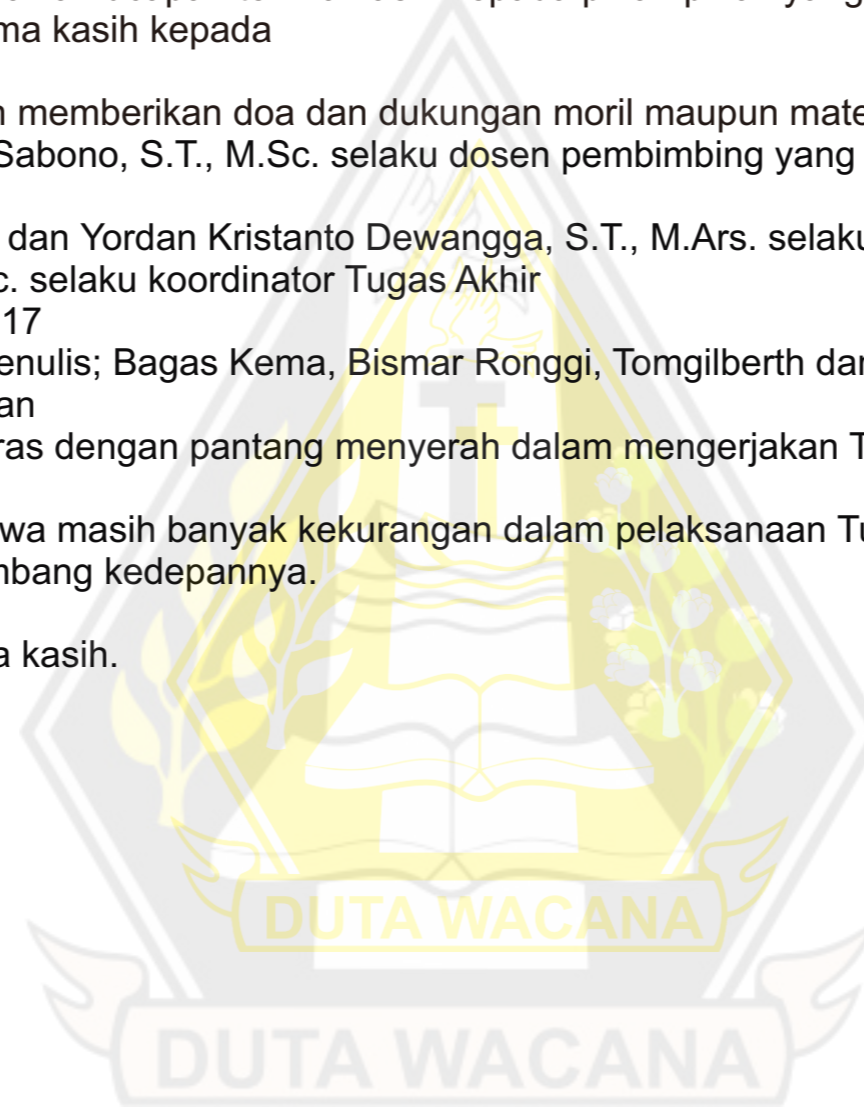 ma kasih kepada
n memberikan doa dan dukungan moril maupun mate
Sabono, S.T., M.Sc. selaku dosen pembimbing yang
dan Yordan Kristanto Dewangga, S.T., M.Ars. selaku
c. selaku koordinator Tugas Akhir
17
enulis; Bagas Kema, Bismar Ronggi, Tomgilberth dan
an
ras dengan pantang menyerah dalam mengerjakan T
wa masih banyak kekurangan dalam pelaksanaan Tu
mbang kedepannya.
a kasih.
DUTA WACANA
DUTA WACANA